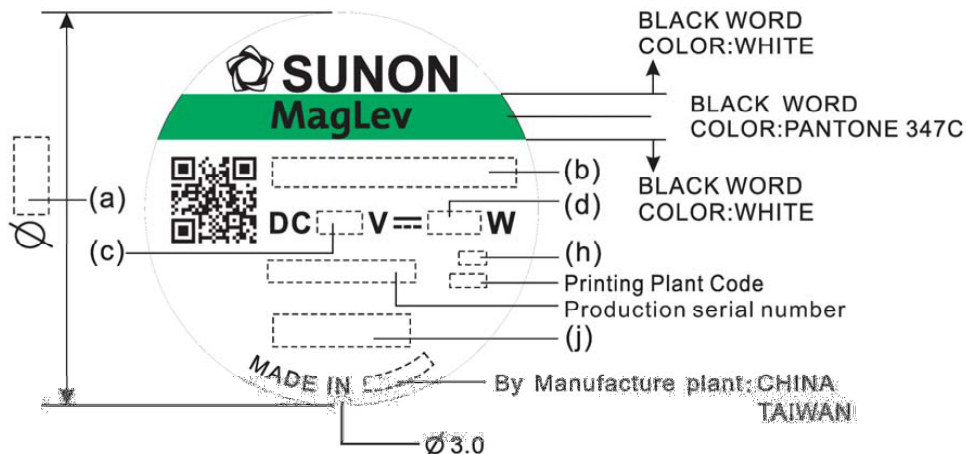 BLACK WORD
COLOR:WHITE
SUNON
MagLev
BLACK WORD
COLOR:PANTONE 347C
(a)
(b)
BLACK WORD
COLOR:WHITE
(d)
DC V⎓ W
(c)
(h)
Printing Plant Code
Production serial number
(j)
Ø
MADE IN
By Manufacture plant:CHINA
TAIWAN
Ø3.0